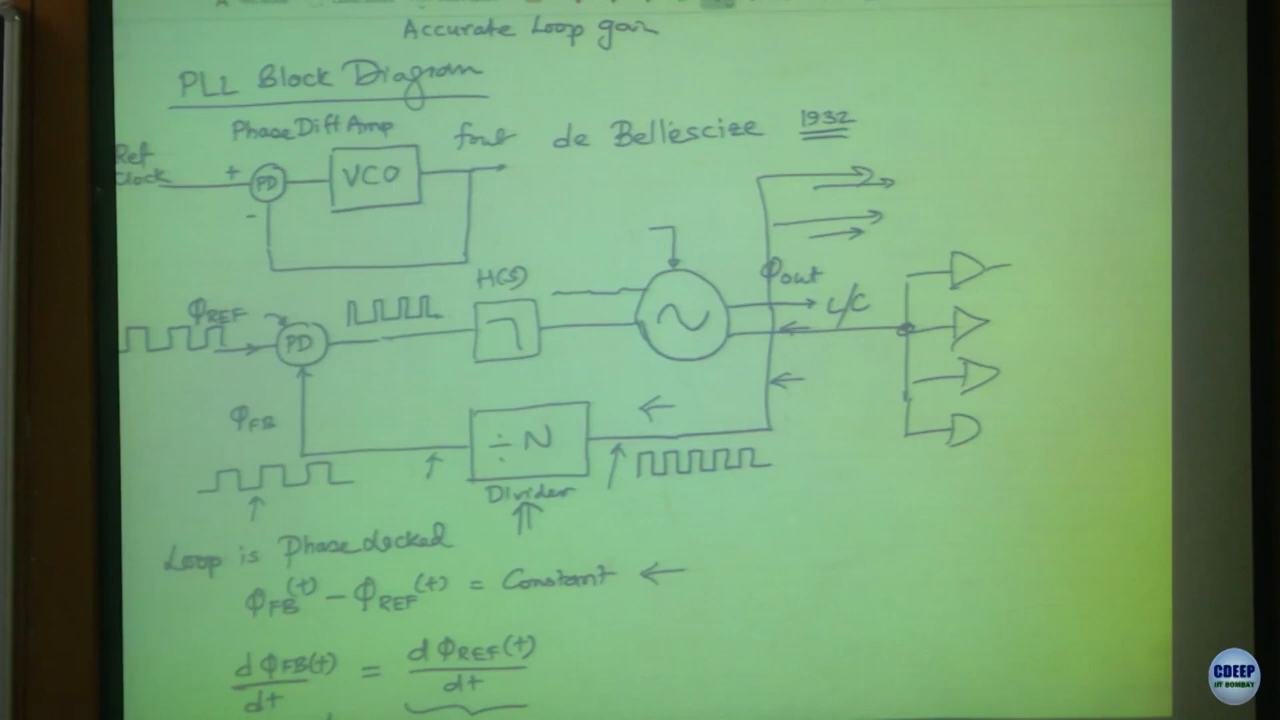 Accurate Loop gain
PLL Block Diagram
Phase Diff Amp
fout de Bellescize 1932
Ref
Clock
+
PD
VCO
-
H(s)
φout
φREF
PD
L/C
φFB
÷ N
Divider
Loop is Phase locked
φFB(t) - φREF(t) = Constant ←
dφFB(t)/dt = dφREF(t)/dt
CDEEP
IIT BOMBAY